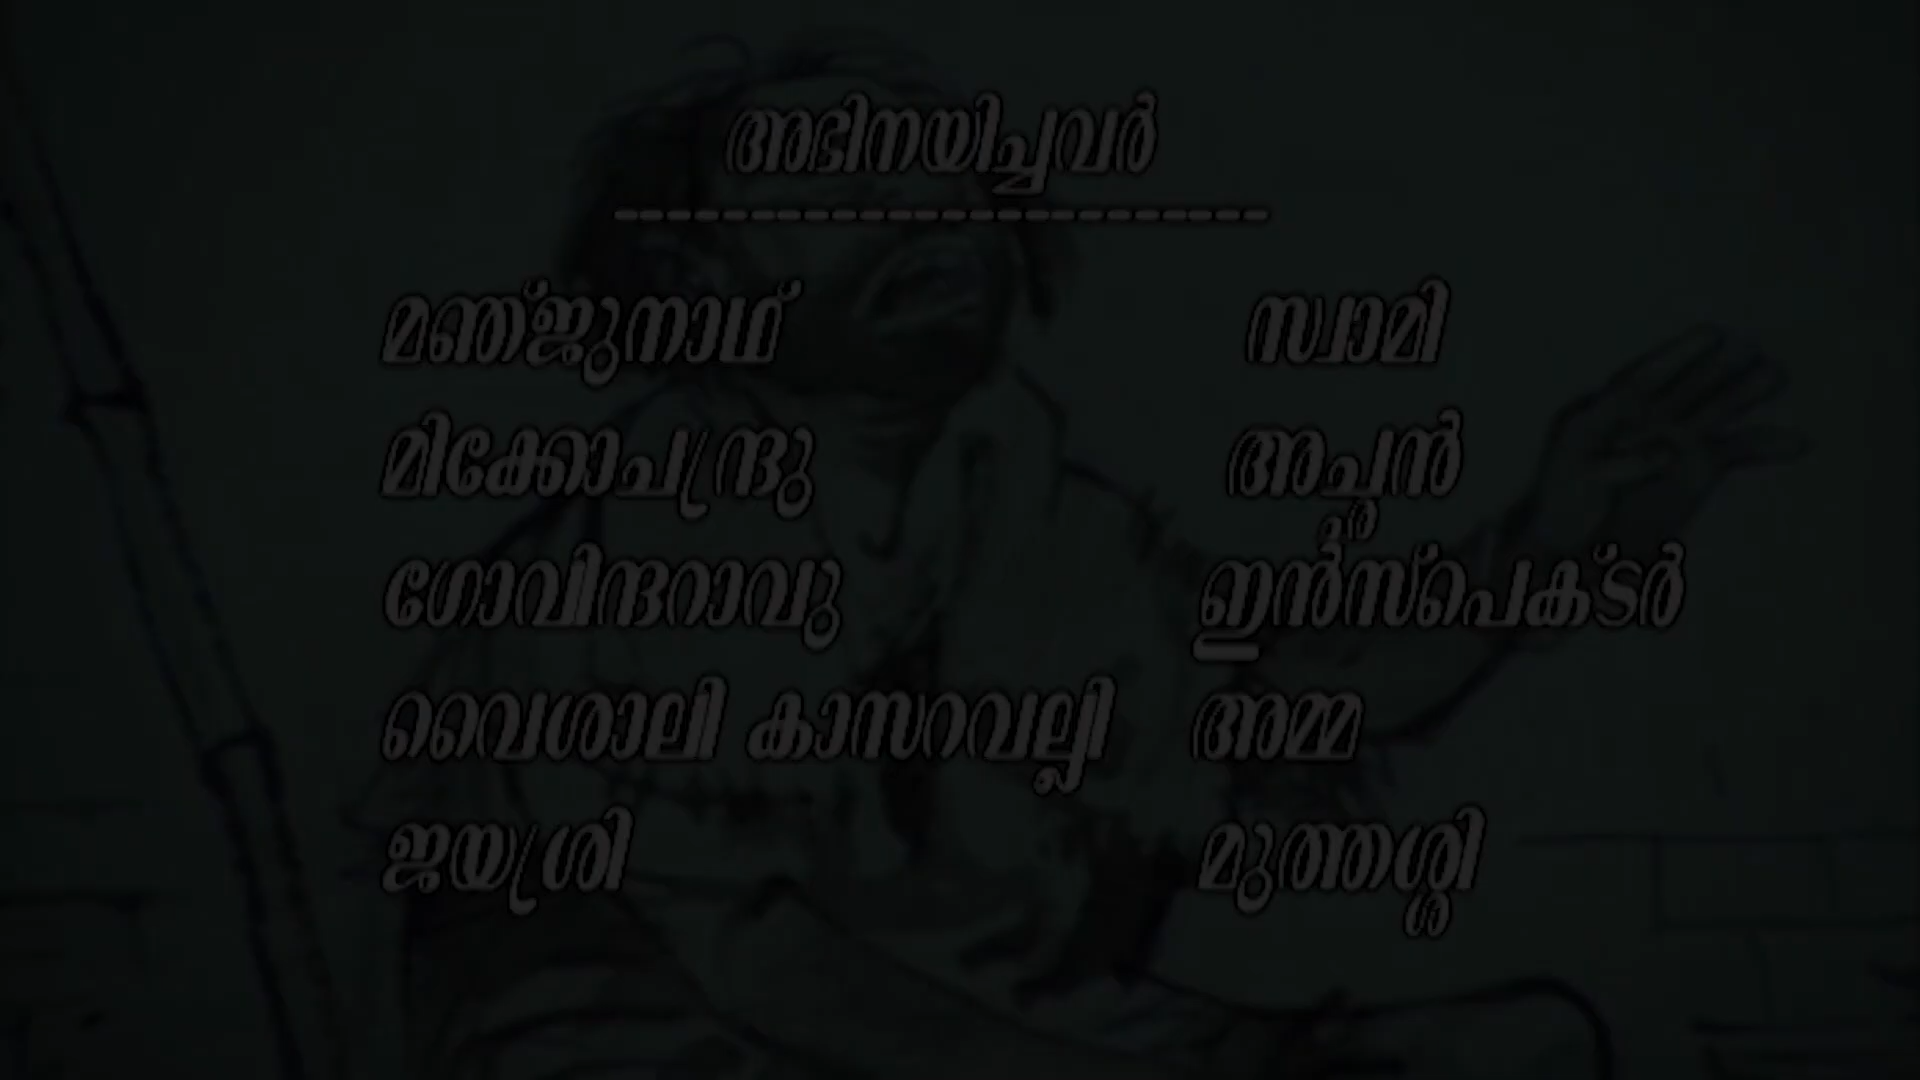 അഭിനയിച്ചവർ
------------------------
മഞ്ജുനാഥ് സ്വാമി
മിക്കോചന്ദ്രു അച്ഛൻ
ഗോവിന്ദറാവു ഇൻസ്പെക്ടർ
വൈശാലി കാസറവല്ലി അമ്മ
ജയശ്രി മുത്തശ്ശി